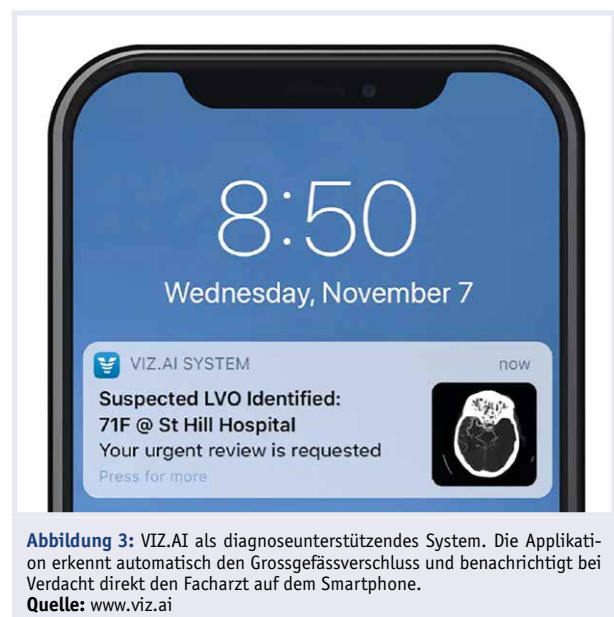 8:50
Wednesday, November 7
VIZ.AI SYSTEM now
Suspected LVO Identified:
71F @ St Hill Hospital
Your urgent review is requested
Press for more
Abbildung 3: VIZ.AI als diagnoseunterstützendes System. Die Applikati-
on erkennt automatisch den Grossgefässverschluss und benachrichtigt bei
Verdacht direkt den Facharzt auf dem Smartphone.
Quelle: www.viz.ai